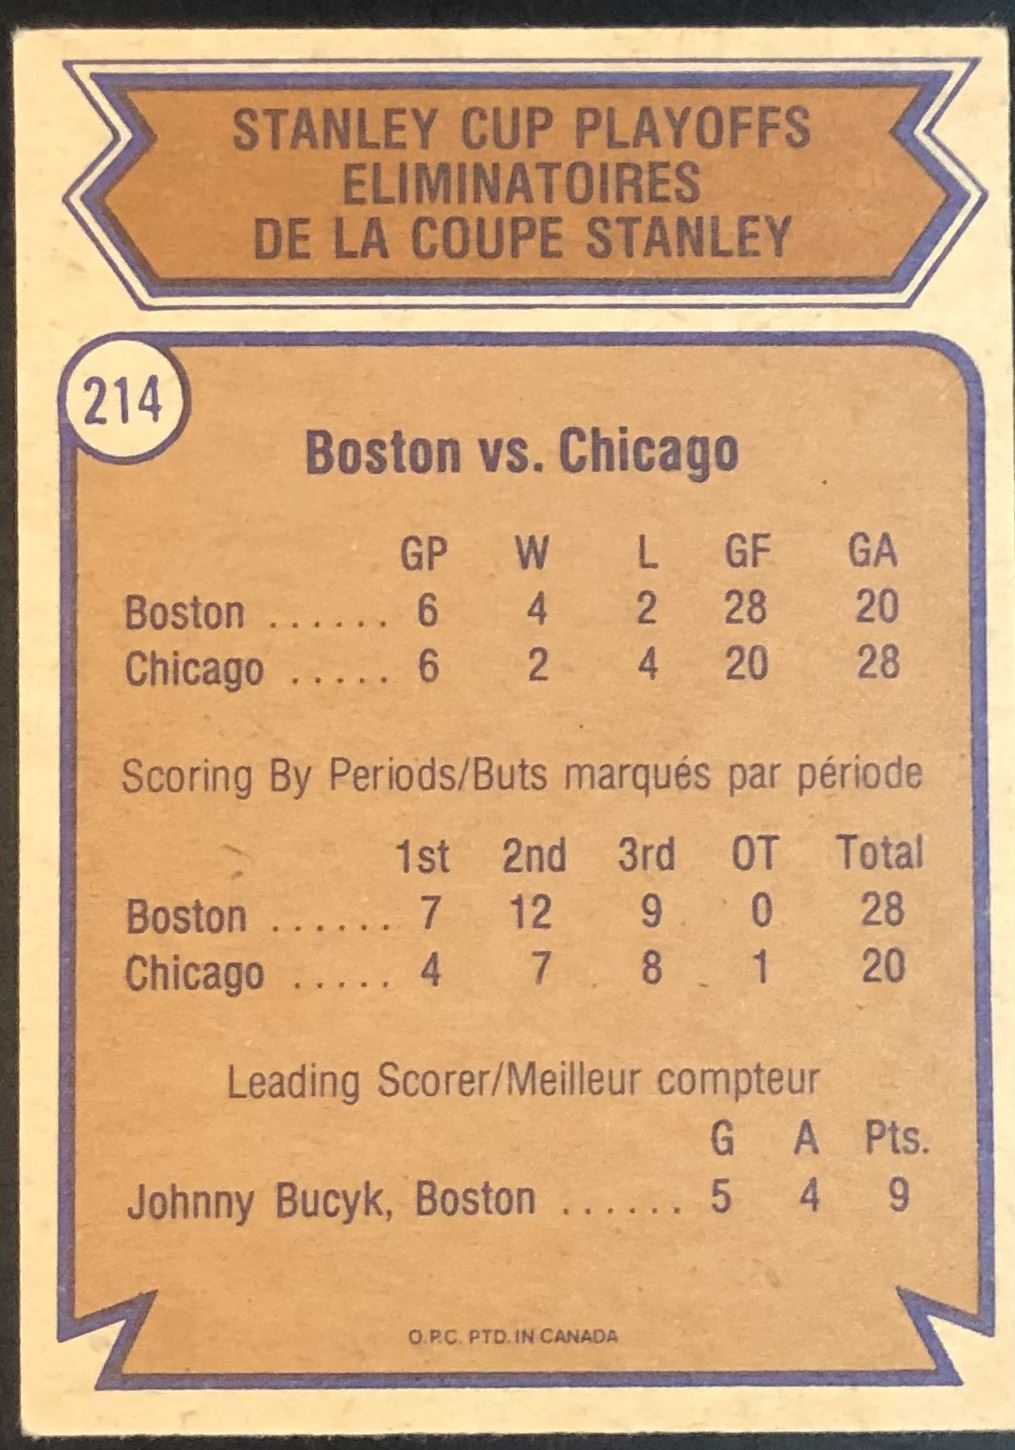 STANLEY CUP PLAYOFFS
ELIMINATOIRES
DE LA COUPE STANLEY
214
Boston vs. Chicago
GP W L GF GA
Boston ...... 6 4 2 28 20
Chicago ..... 6 2 4 20 28
Scoring By Periods/Buts marqués par période
1st 2nd 3rd OT Total
Boston ...... 7 12 9 0 28
Chicago ..... 4 7 8 1 20
Leading Scorer/Meilleur compteur
G A Pts.
Johnny Bucyk, Boston ...... 5 4 9
O.P.C. PTD. IN CANADA